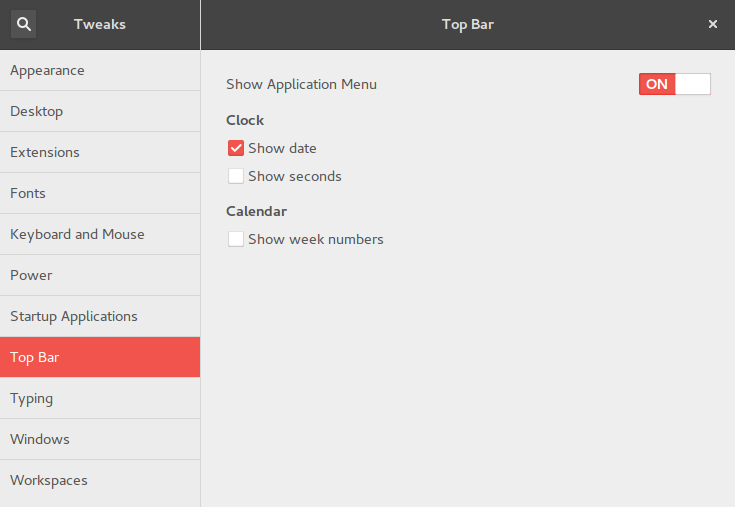 Tweaks
Top Bar
Appearance
Desktop
Extensions
Fonts
Keyboard and Mouse
Power
Startup Applications
Top Bar
Typing
Windows
Workspaces
Show Application Menu
ON
Clock
Show date
Show seconds
Calendar
Show week numbers